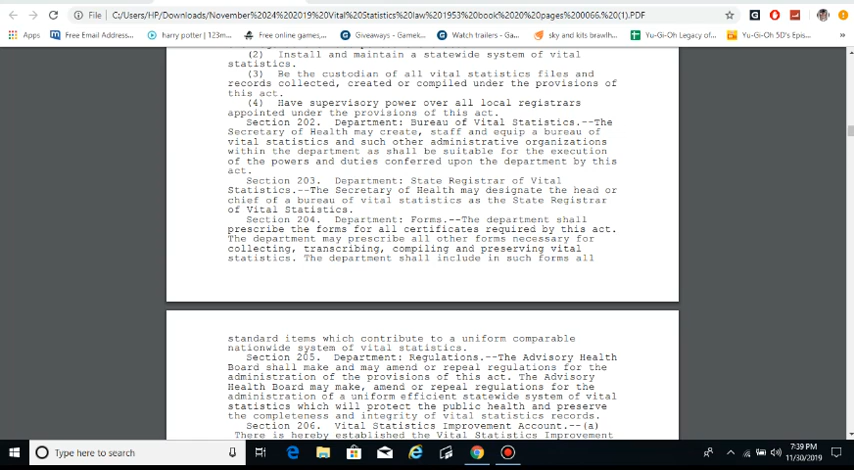 File | C:/Users/HP/Downloads/November%2024%202019%20Vital%20Statistics%20law%201953%20book%2020%20pages%200066.%20(1).PDF
Apps Free Email Address... harry potter | 123m... Free online games,... Giveaways - Gamek... Watch trailers - Ga... sky and kits brawlh... Yu-Gi-Oh Legacy of... Yu-Gi-Oh 5D's Epis...
(2) Install and maintain a statewide system of vital
statistics.
(3) Be the custodian of all vital statistics files and
records collected, created or compiled under the provisions of
this act.
(4) Have supervisory power over all local registrars
appointed under the provisions of this act.
Section 202. Department: Bureau of Vital Statistics.--The
Secretary of Health may create, staff and equip a bureau of
vital statistics and such other administrative organizations
within the department as shall be suitable for the execution
of the powers and duties conferred upon the department by this
act.
Section 203. Department: State Registrar of Vital
Statistics.--The Secretary of Health may designate the head or
chief of a bureau of vital statistics as the State Registrar
of Vital Statistics.
Section 204. Department: Forms.--The department shall
prescribe the forms for all certificates required by this act.
The department may prescribe all other forms necessary for
collecting, transcribing, compiling and preserving vital
statistics. The department shall include in such forms all
standard items which contribute to a uniform comparable
nationwide system of vital statistics.
Section 205. Department: Regulations.--The Advisory Health
Board shall make and may amend or repeal regulations for the
administration of the provisions of this act. The Advisory
Health Board may make, amend or repeal regulations for the
administration of a uniform efficient statewide system of vital
statistics which will protect the public health and preserve
the completeness and integrity of vital statistics records.
Section 206. Vital Statistics Improvement Account.--(a)
There is hereby established the Vital Statistics Improvement
Type here to search
7:39 PM
11/30/2019